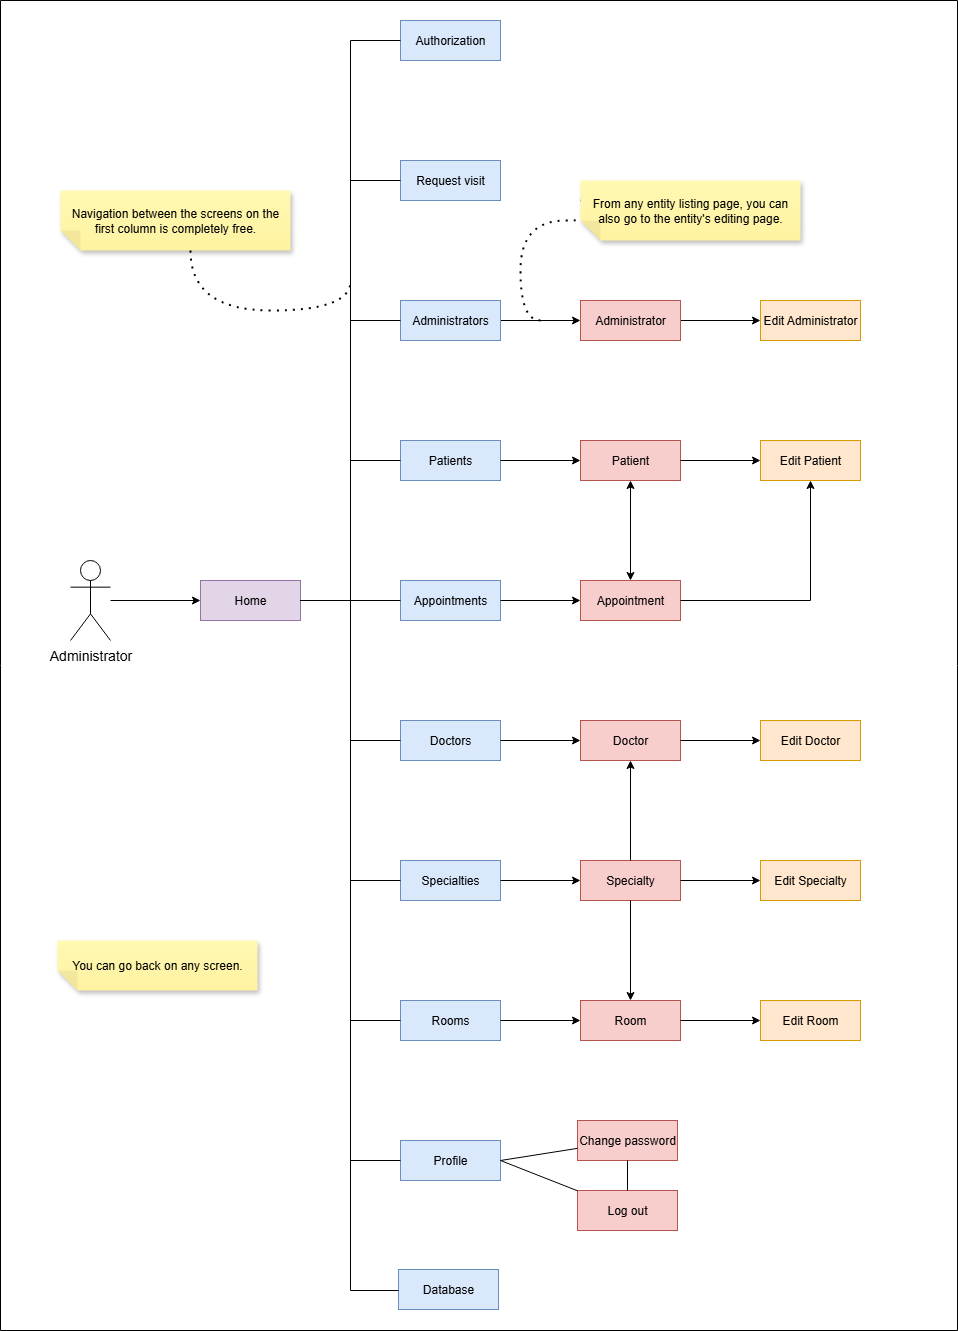 Authorization
Request visit
Navigation between the screens on the
first column is completely free.
From any entity listing page, you can
also go to the entity's editing page.
Administrators
Administrator
Edit Administrator
Patients
Patient
Edit Patient
Administrator
Home
Appointments
Appointment
Doctors
Doctor
Edit Doctor
Specialties
Specialty
Edit Specialty
You can go back on any screen.
Rooms
Room
Edit Room
Profile
Change password
Log out
Database